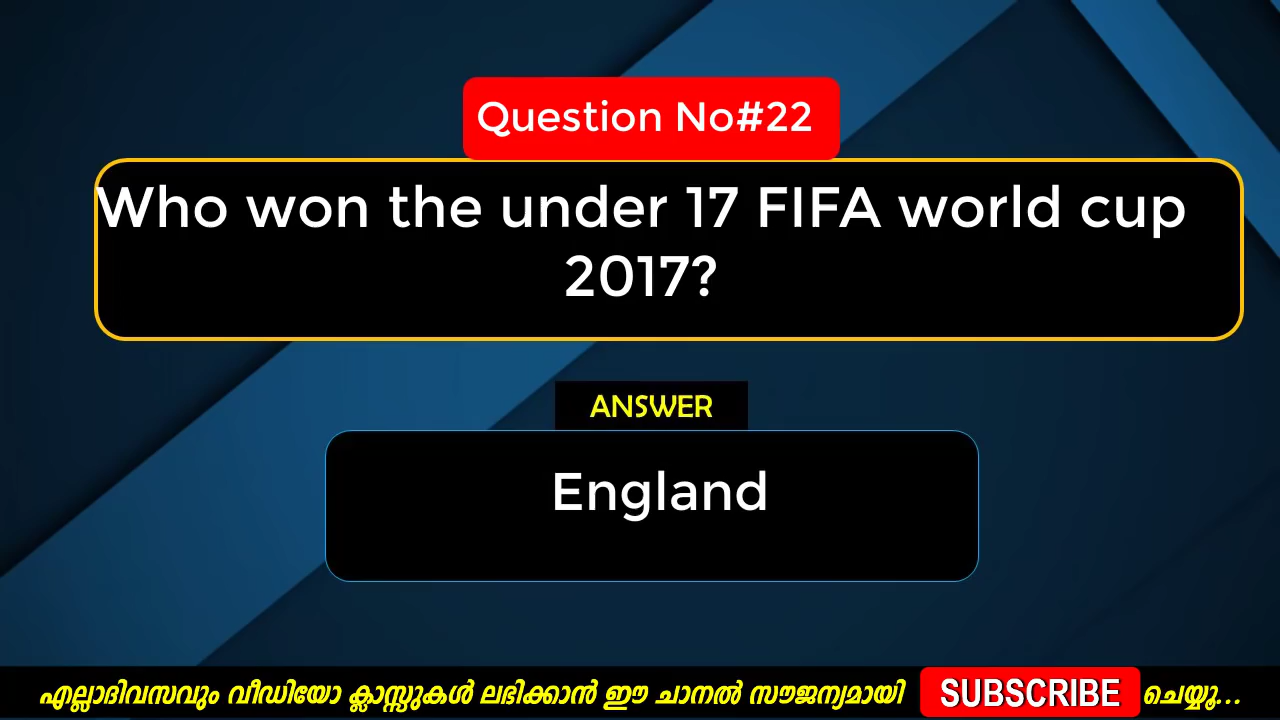 Question No#22
Who won the under 17 FIFA world cup
2017?
ANSWER
England
എല്ലാദിവസവും വീഡിയോ ക്ലാസ്സുകൾ ലഭിക്കാൻ ഈ ചാനൽ സൗജന്യമായി SUBSCRIBE ചെയ്യൂ...